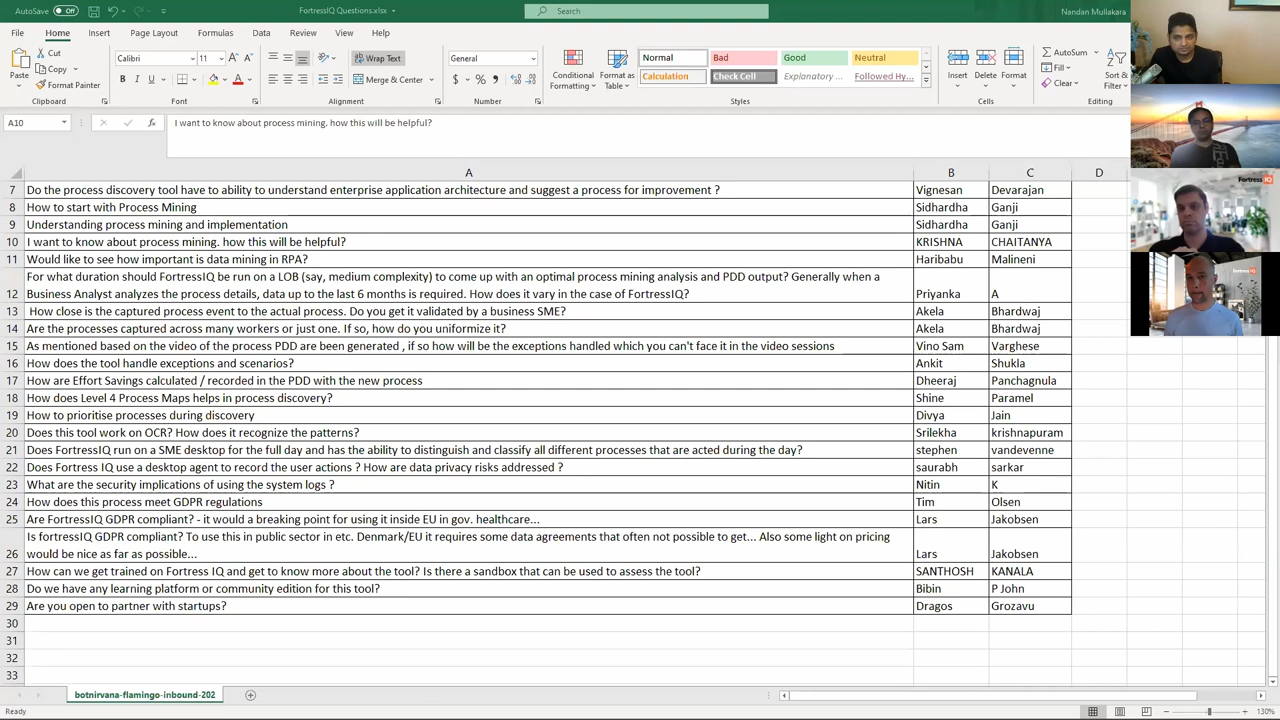 AutoSave Off
FortressIQ Questions.xlsx
Search
Nandan Mullakara
File Home Insert Page Layout Formulas Data Review View Help
Paste
Cut
Copy
Format Painter
Clipboard
Calibri 11
B I U
Font
Wrap Text
Merge & Center
Alignment
General
$ % ,
Number
Conditional Formatting
Format as Table
Normal Bad Good Neutral
Calculation Check Cell Explanatory ... Followed Hy...
Styles
Insert Delete Format
Cells
AutoSum
Fill
Clear
Sort & Filter
Editing
A10 fx I want to know about process mining. how this will be helpful?
A B C D
7 Do the process discovery tool have to ability to understand enterprise application architecture and suggest a process for improvement ? Vignesan Devarajan
8 How to start with Process Mining Sidhardha Ganji
9 Understanding process mining and implementation Sidhardha Ganji
10 I want to know about process mining. how this will be helpful? KRISHNA CHAITANYA
11 Would like to see how important is data mining in RPA? Haribabu Malineni
For what duration should FortressIQ be run on a LOB (say, medium complexity) to come up with an optimal process mining analysis and PDD output? Generally when a
12 Business Analyst analyzes the process details, data up to the last 6 months is required. How does it vary in the case of FortressIQ? Priyanka A
13 How close is the captured process event to the actual process. Do you get it validated by a business SME? Akela Bhardwaj
14 Are the processes captured across many workers or just one. If so, how do you uniformize it? Akela Bhardwaj
15 As mentioned based on the video of the process PDD are been generated , if so how will be the exceptions handled which you can't face it in the video sessions Vino Sam Varghese
16 How does the tool handle exceptions and scenarios? Ankit Shukla
17 How are Effort Savings calculated / recorded in the PDD with the new process Dheeraj Panchagnula
18 How does Level 4 Process Maps helps in process discovery? Shine Paramel
19 How to prioritise processes during discovery Divya Jain
20 Does this tool work on OCR? How does it recognize the patterns? Srilekha krishnapuram
21 Does FortressIQ run on a SME desktop for the full day and has the ability to distinguish and classify all different processes that are acted during the day? stephen vandevenne
22 Does Fortress IQ use a desktop agent to record the user actions ? How are data privacy risks addressed ? saurabh sarkar
23 What are the security implications of using the system logs ? Nitin K
24 How does this process meet GDPR regulations Tim Olsen
25 Are FortressIQ GDPR compliant? - it would a breaking point for using it inside EU in gov. healthcare... Lars Jakobsen
Is fortressIQ GDPR compliant? To use this in public sector in etc. Denmark/EU it requires some data agreements that often not possible to get... Also some light on pricing
26 would be nice as far as possible... Lars Jakobsen
27 How can we get trained on Fortress IQ and get to know more about the tool? Is there a sandbox that can be used to assess the tool? SANTHOSH KANALA
28 Do we have any learning platform or community edition for this tool? Bibin P John
29 Are you open to partner with startups? Dragos Grozavu
30
31
32
33
botnirvana-flamingo-inbound-202
Ready
130%
Fortress IQ
Fortress IQ